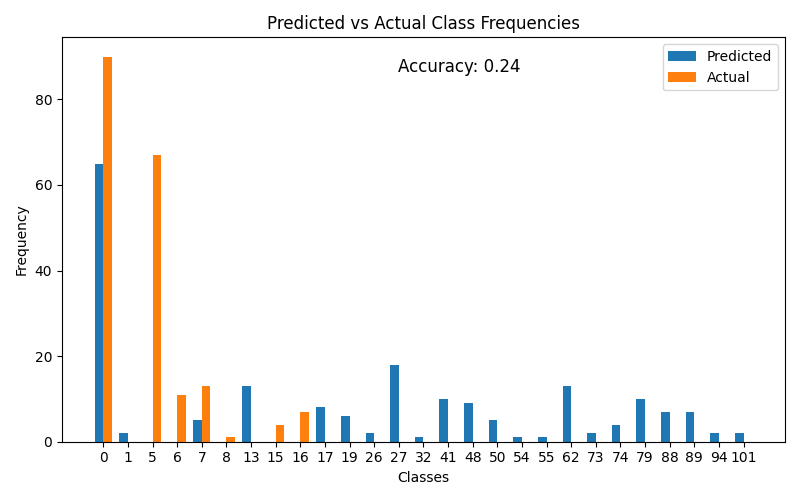 Predicted vs Actual Class Frequencies
Accuracy: 0.24
Predicted
Actual
Frequency
80
60
40
20
0
0 1 5 6 7 8 13 15 16 17 19 26 27 32 41 48 50 54 55 62 73 74 79 88 89 94 101
Classes